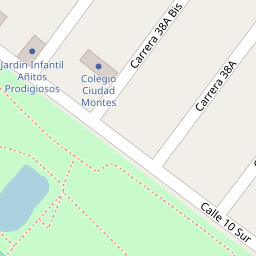 Carrera 38A Bis
Jardín Infantil
Añitos
Prodigiosos
Colegio
Ciudad
Montes
Carrera 38A
Calle 10 Sur